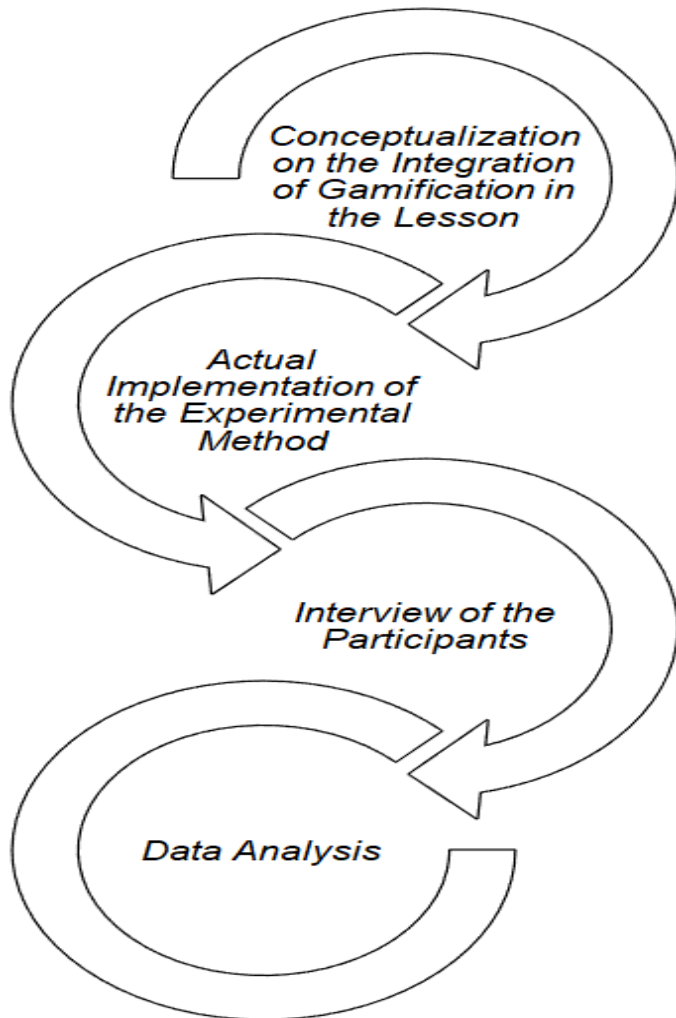 Conceptualization
on the Integration
of Gamification in
the Lesson
Actual
Implementation of
the Experimental
Method
Interview of the
Participants
Data Analysis